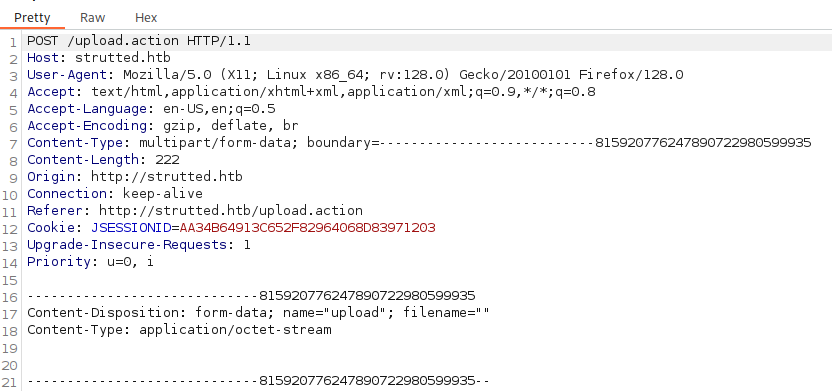 Pretty Raw Hex
1 POST /upload.action HTTP/1.1
2 Host: strutted.htb
3 User-Agent: Mozilla/5.0 (X11; Linux x86_64; rv:128.0) Gecko/20100101 Firefox/128.0
4 Accept: text/html,application/xhtml+xml,application/xml;q=0.9,*/*;q=0.8
5 Accept-Language: en-US,en;q=0.5
6 Accept-Encoding: gzip, deflate, br
7 Content-Type: multipart/form-data; boundary=---------------------------815920776247890722980599935
8 Content-Length: 222
9 Origin: http://strutted.htb
10 Connection: keep-alive
11 Referer: http://strutted.htb/upload.action
12 Cookie: JSESSIONID=AA34B64913C652F82964068D83971203
13 Upgrade-Insecure-Requests: 1
14 Priority: u=0, i
15
16 -----------------------------815920776247890722980599935
17 Content-Disposition: form-data; name="upload"; filename=""
18 Content-Type: application/octet-stream
19
20
21 -----------------------------815920776247890722980599935--